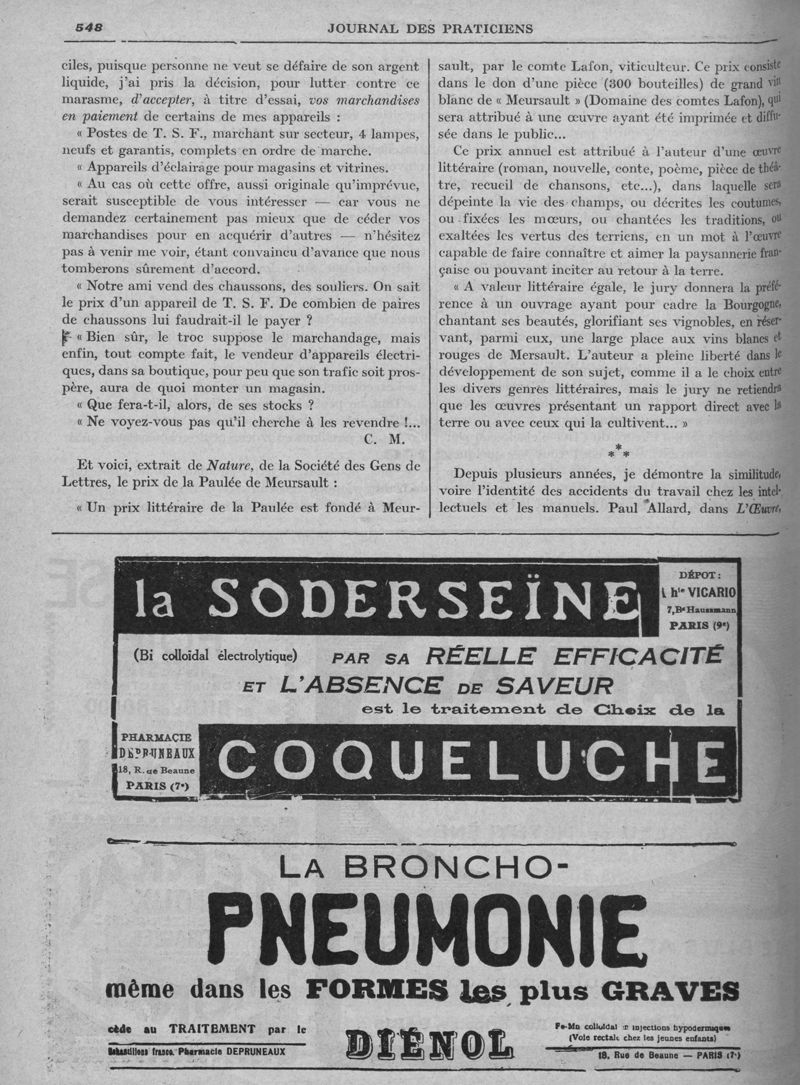 548
JOURNAL DES PRATICIENS
ciles, puisque personne ne veut se défaire de son argent
liquide, j'ai pris la décision, pour lutter contre ce
marasme, d'accepter, à titre d'essai, vos marchandises
en paiement de certains de mes appareils :
« Postes de T. S. F., marchant sur secteur, 4 lampes,
neufs et garantis, complets en ordre de marche.
« Appareils d'éclairage pour magasins et vitrines.
« Au cas où cette offre, aussi originale qu'imprévue,
serait susceptible de vous intéresser — car vous ne
demandez certainement pas mieux que de céder vos
marchandises pour en acquérir d'autres — n'hésitez
pas à venir me voir, étant convaincu d'avance que nous
tomberons sûrement d'accord.
« Notre ami vend des chaussons, des souliers. On sait
le prix d'un appareil de T. S. F. De combien de paires
de chaussons lui faudrait-il le payer ?
« Bien sûr, le troc suppose le marchandage, mais
enfin, tout compte fait, le vendeur d'appareils électri-
ques, dans sa boutique, pour peu que son trafic soit pros-
père, aura de quoi monter un magasin.
« Que fera-t-il, alors, de ses stocks ?
« Ne voyez-vous pas qu'il cherche à les revendre !...
C. M.
Et voici, extrait de Nature, de la Société des Gens de
Lettres, le prix de la Paulée de Meursault :
« Un prix littéraire de la Paulée est fondé à Meur-
sault, par le comte Lafon, viticulteur. Ce prix consiste
dans le don d'une pièce (300 bouteilles) de grand vin
blanc de « Meursault » (Domaine des comtes Lafon), qui
sera attribué à une œuvre ayant été imprimée et diffu-
sée dans le public...
Ce prix annuel est attribué à l'auteur d'une œuvre
littéraire (roman, nouvelle, conte, poème, pièce de théâ-
tre, recueil de chansons, etc...), dans laquelle sera
dépeinte la vie des champs, ou décrites les coutumes,
ou fixées les mœurs, ou chantées les traditions, ou
exaltées les vertus des terriens, en un mot à l'œuvre
capable de faire connaître et aimer la paysannerie fran-
çaise ou pouvant inciter au retour à la terre.
« A valeur littéraire égale, le jury donnera la préfé-
rence à un ouvrage ayant pour cadre la Bourgogne,
chantant ses beautés, glorifiant ses vignobles, en réser-
vant, parmi eux, une large place aux vins blancs et
rouges de Mersault. L'auteur a pleine liberté dans le
développement de son sujet, comme il a le choix entre
les divers genres littéraires, mais le jury ne retiendra
que les œuvres présentant un rapport direct avec la
terre ou avec ceux qui la cultivent... »
*
* *
Depuis plusieurs années, je démontre la similitude,
voire l'identité des accidents du travail chez les intel-
lectuels et les manuels. Paul Allard, dans L'Œuvre,
la SODERSEÏNE
DÉPOT :
Phie VICARIO
7, Bd Haussmann
PARIS (9e)
(Bi colloïdal électrolytique) PAR SA RÉELLE EFFICACITÉ
ET L'ABSENCE DE SAVEUR
est le traitement de Choix de la
PHARMACIE
DEPRUNEAUX
18, R. de Beaune
PARIS (7e)
COQUELUCHE
LA BRONCHO-
PNEUMONIE
même dans les FORMES les plus GRAVES
cède au TRAITEMENT par le
Echantillons franco. Pharmacie DEPRUNEAUX
DIÉNOL
Fe-Mn colloïdal en injections hypodermiques
(Voie rectale chez les jeunes enfants)
18, Rue de Beaune — PARIS (7e)